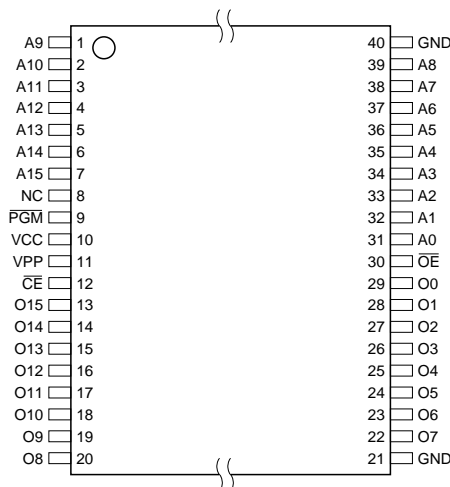 A9 1 40 GND
A10 2 39 A8
A11 3 38 A7
A12 4 37 A6
A13 5 36 A5
A14 6 35 A4
A15 7 34 A3
NC 8 33 A2
P̅G̅M̅ 9 32 A1
VCC 10 31 A0
VPP 11 30 O̅E̅
C̅E̅ 12 29 O0
O15 13 28 O1
O14 14 27 O2
O13 15 26 O3
O12 16 25 O4
O11 17 24 O5
O10 18 23 O6
O9 19 22 O7
O8 20 21 GND